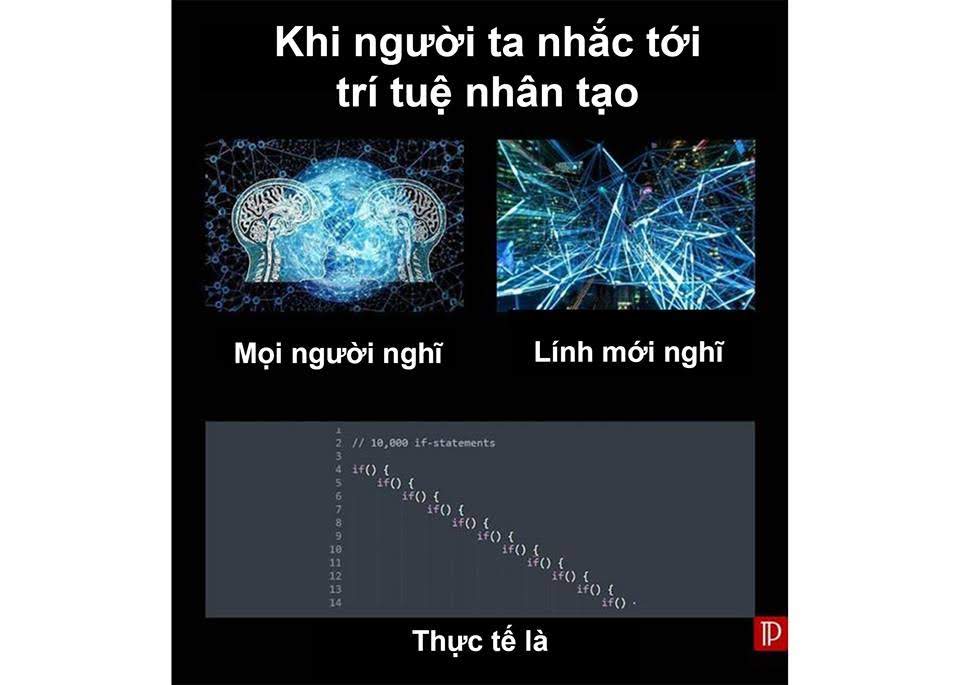 Khi người ta nhắc tới
trí tuệ nhân tạo
Mọi người nghĩ
Lính mới nghĩ
1
2 // 10,000 if-statements
3
4 if() {
5 if() {
6 if() {
7 if() {
8 if() {
9 if() {
10 if() {
11 if() {
12 if() {
13 if() {
14 if() .
Thực tế là
TP